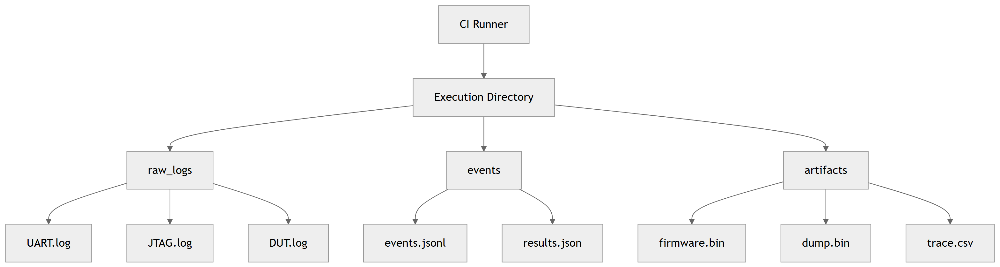 CI Runner
Execution Directory
raw_logs
events
artifacts
UART.log
JTAG.log
DUT.log
events.jsonl
results.json
firmware.bin
dump.bin
trace.csv